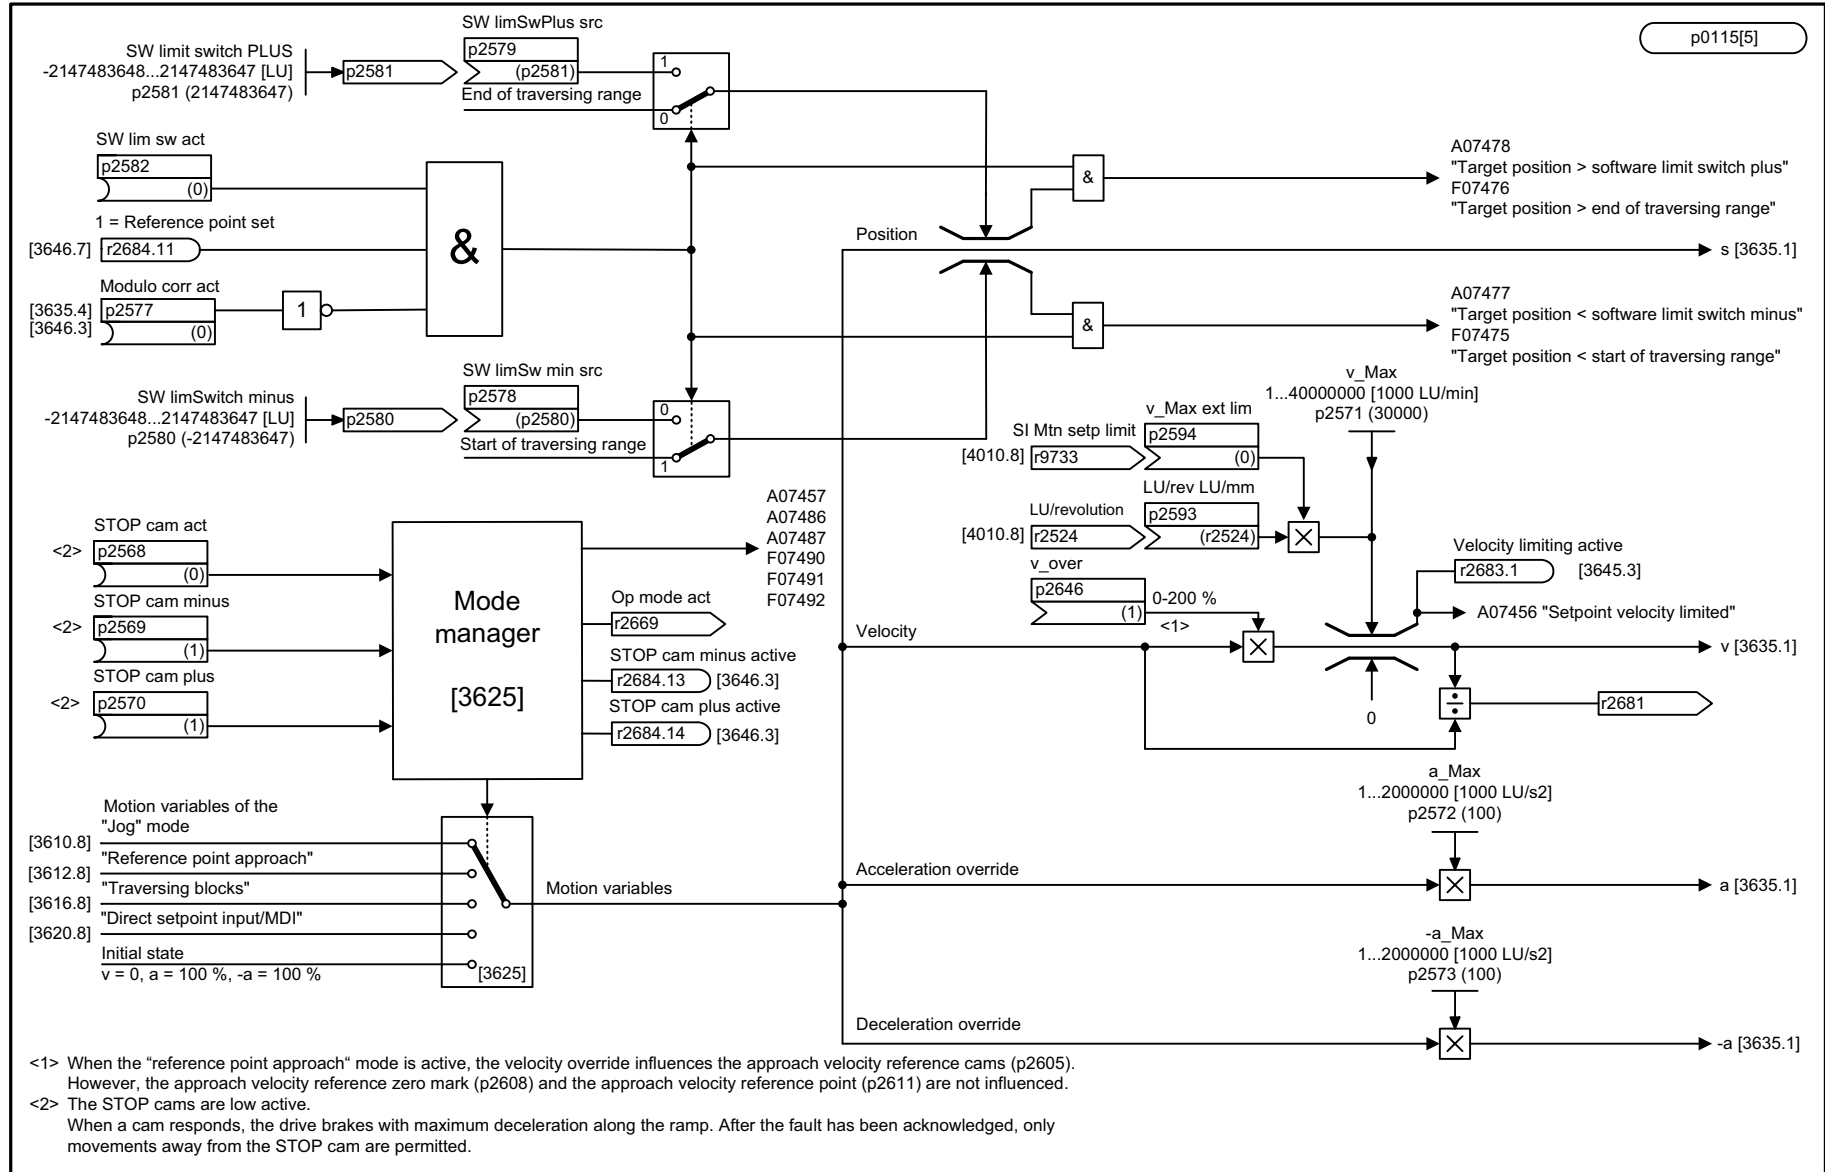 p0115[5]
SW limSwPlus src
SW limit switch PLUS
-2147483648...2147483647 [LU]
p2581 (2147483647)
p2581
p2579
(p2581)
End of traversing range
1
0
SW lim sw act
p2582
(0)
1 = Reference point set
[3646.7]
r2684.11
Modulo corr act
[3635.4]
[3646.3]
p2577
(0)
1
&
&
A07478
"Target position > software limit switch plus"
F07476
"Target position > end of traversing range"
Position
s [3635.1]
&
A07477
"Target position < software limit switch minus"
F07475
"Target position < start of traversing range"
SW limSw min src
SW limSwitch minus
-2147483648...2147483647 [LU]
p2580 (-2147483647)
p2580
p2578
(p2580)
Start of traversing range
0
1
v_Max
1...40000000 [1000 LU/min]
p2571 (30000)
v_Max ext lim
SI Mtn setp limit
[4010.8]
r9733
p2594
(0)
LU/rev LU/mm
LU/revolution
[4010.8]
r2524
p2593
(r2524)
×
v_over
p2646
(1)
0-200 %
<1>
Velocity
×
0
Velocity limiting active
r2683.1
[3645.3]
A07456 "Setpoint velocity limited"
v [3635.1]
÷
r2681
STOP cam act
<2>
p2568
(0)
STOP cam minus
<2>
p2569
(1)
STOP cam plus
<2>
p2570
(1)
Mode
manager
[3625]
A07457
A07486
A07487
F07490
F07491
F07492
Op mode act
r2669
STOP cam minus active
r2684.13
[3646.3]
STOP cam plus active
r2684.14
[3646.3]
Motion variables of the
"Jog" mode
[3610.8]
"Reference point approach"
[3612.8]
"Traversing blocks"
[3616.8]
"Direct setpoint input/MDI"
[3620.8]
Initial state
v = 0, a = 100 %, -a = 100 %
[3625]
Motion variables
a_Max
1...2000000 [1000 LU/s2]
p2572 (100)
Acceleration override
×
a [3635.1]
-a_Max
1...2000000 [1000 LU/s2]
p2573 (100)
Deceleration override
×
-a [3635.1]
<1> When the “reference point approach“ mode is active, the velocity override influences the approach velocity reference cams (p2605).
However, the approach velocity reference zero mark (p2608) and the approach velocity reference point (p2611) are not influenced.
<2> The STOP cams are low active.
When a cam responds, the drive brakes with maximum deceleration along the ramp. After the fault has been acknowledged, only
movements away from the STOP cam are permitted.